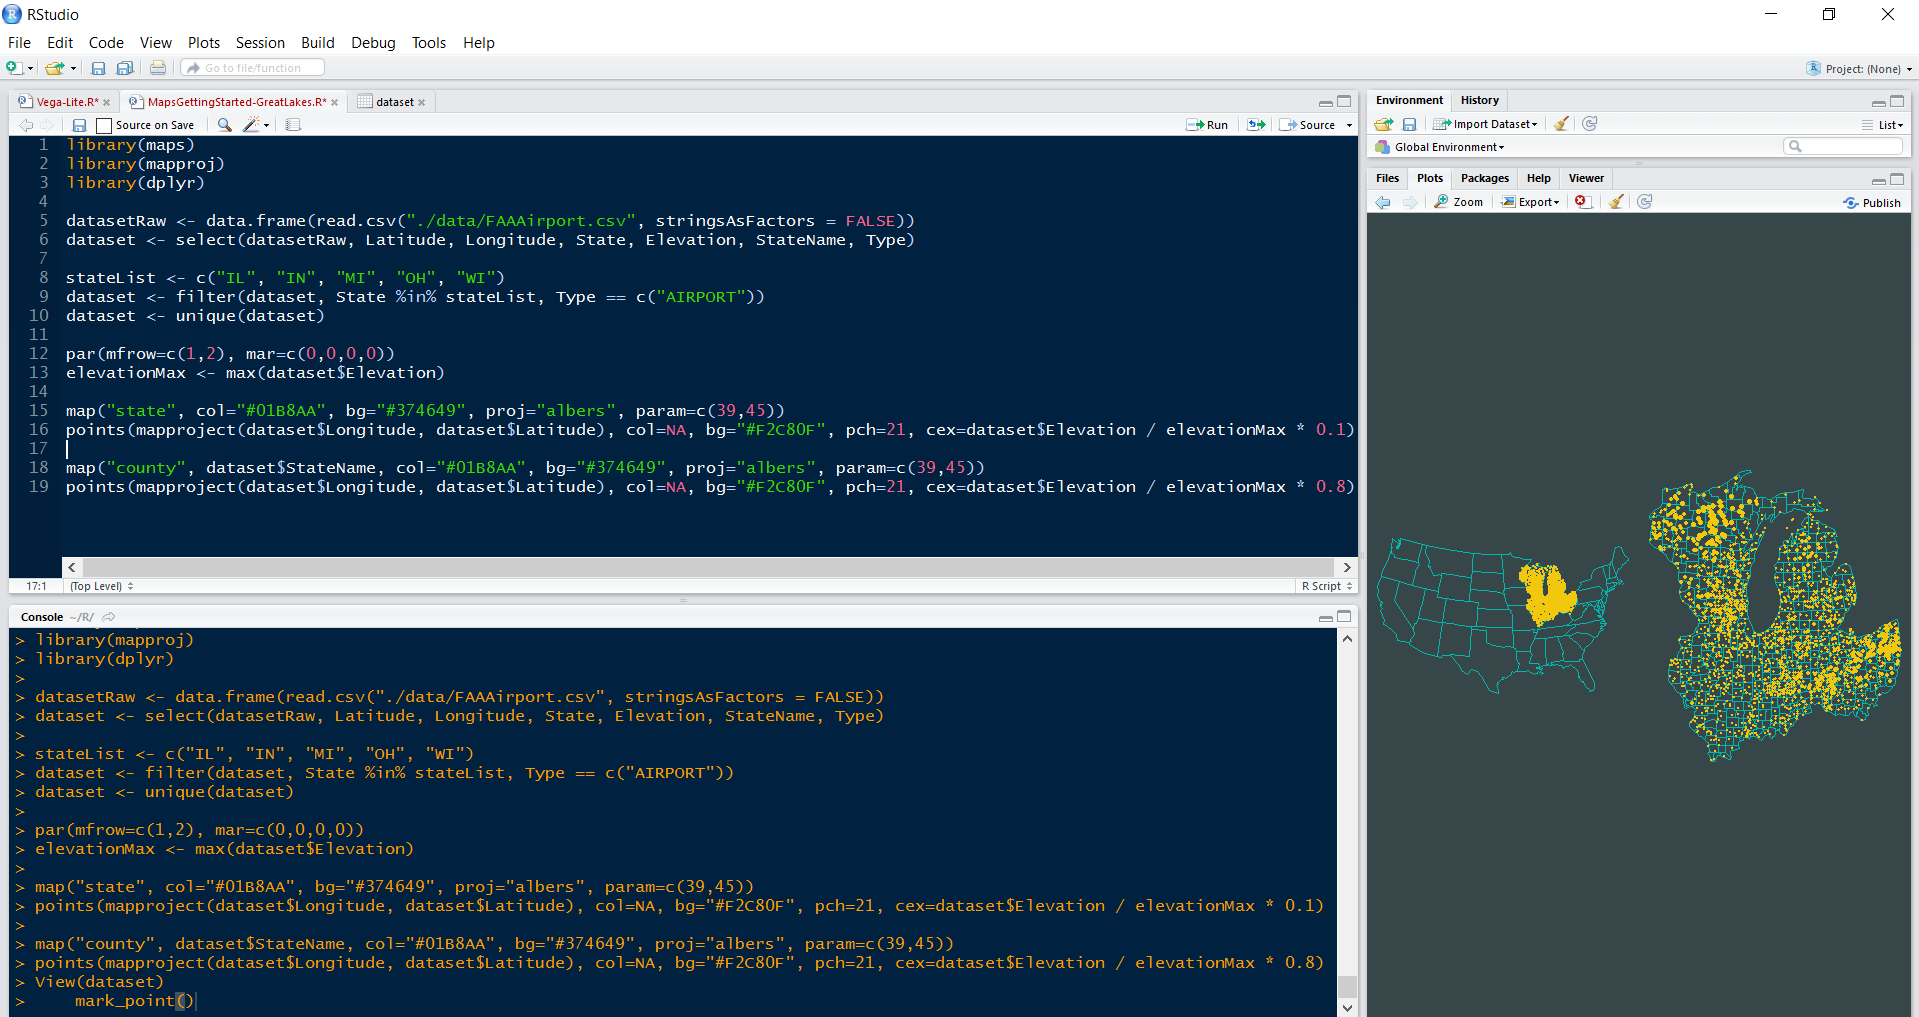 RStudio
File Edit Code View Plots Session Build Debug Tools Help
Go to file/function
Project: (None)
Vega-Lite.R* MapsGettingStarted-GreatLakes.R* dataset
Source on Save Run Source
1 library(maps)
2 library(mapproj)
3 library(dplyr)
4
5 datasetRaw <- data.frame(read.csv("./data/FAAAirport.csv", stringsAsFactors = FALSE))
6 dataset <- select(datasetRaw, Latitude, Longitude, State, Elevation, StateName, Type)
7
8 stateList <- c("IL", "IN", "MI", "OH", "WI")
9 dataset <- filter(dataset, State %in% stateList, Type == c("AIRPORT"))
10 dataset <- unique(dataset)
11
12 par(mfrow=c(1,2), mar=c(0,0,0,0))
13 elevationMax <- max(dataset$Elevation)
14
15 map("state", col="#01B8AA", bg="#374649", proj="albers", param=c(39,45))
16 points(mapproject(dataset$Longitude, dataset$Latitude), col=NA, bg="#F2C80F", pch=21, cex=dataset$Elevation / elevationMax * 0.1)
17
18 map("county", dataset$StateName, col="#01B8AA", bg="#374649", proj="albers", param=c(39,45))
19 points(mapproject(dataset$Longitude, dataset$Latitude), col=NA, bg="#F2C80F", pch=21, cex=dataset$Elevation / elevationMax * 0.8)
17:1 (Top Level) R Script
Console ~/R/
> library(mapproj)
> library(dplyr)
>
> datasetRaw <- data.frame(read.csv("./data/FAAAirport.csv", stringsAsFactors = FALSE))
> dataset <- select(datasetRaw, Latitude, Longitude, State, Elevation, StateName, Type)
>
> stateList <- c("IL", "IN", "MI", "OH", "WI")
> dataset <- filter(dataset, State %in% stateList, Type == c("AIRPORT"))
> dataset <- unique(dataset)
>
> par(mfrow=c(1,2), mar=c(0,0,0,0))
> elevationMax <- max(dataset$Elevation)
>
> map("state", col="#01B8AA", bg="#374649", proj="albers", param=c(39,45))
> points(mapproject(dataset$Longitude, dataset$Latitude), col=NA, bg="#F2C80F", pch=21, cex=dataset$Elevation / elevationMax * 0.1)
>
> map("county", dataset$StateName, col="#01B8AA", bg="#374649", proj="albers", param=c(39,45))
> points(mapproject(dataset$Longitude, dataset$Latitude), col=NA, bg="#F2C80F", pch=21, cex=dataset$Elevation / elevationMax * 0.8)
> View(dataset)
> mark_point()
Environment History
Import Dataset List
Global Environment
Files Plots Packages Help Viewer
Zoom Export Publish